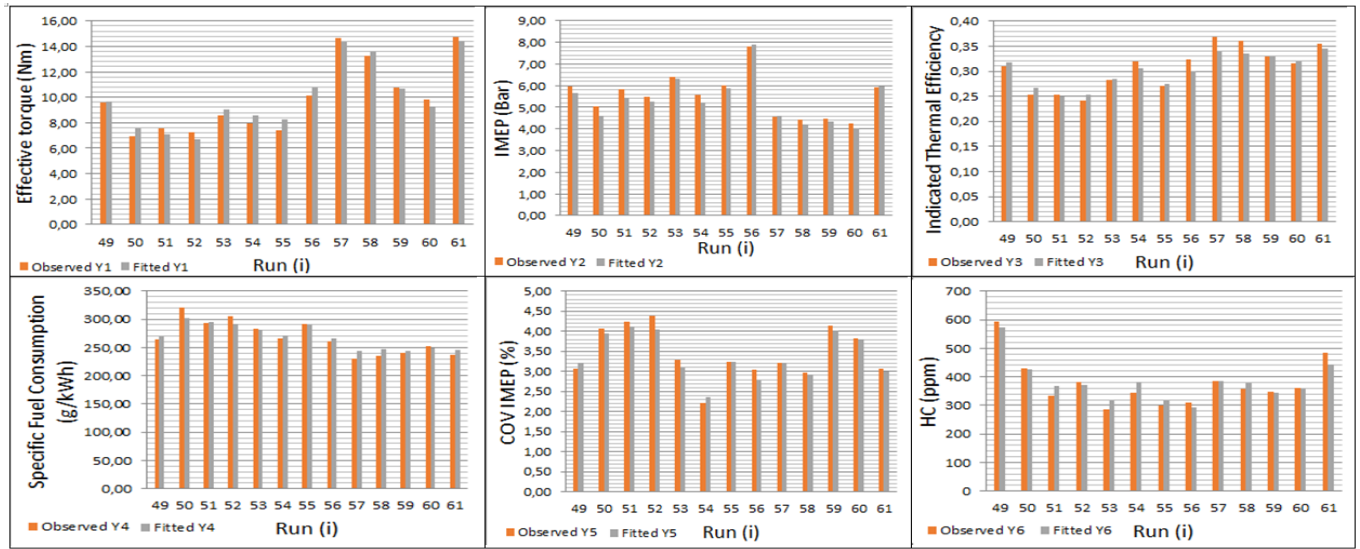 Effective torque (Nm)
16,00
14,00
12,00
10,00
8,00
6,00
4,00
2,00
0,00
49 50 51 52 53 54 55 56 57 58 59 60 61
Observed Y1 Fitted Y1 Run (i)
IMEP (Bar)
9,00
8,00
7,00
6,00
5,00
4,00
3,00
2,00
1,00
0,00
49 50 51 52 53 54 55 56 57 58 59 60 61
Run (i)
Observed Y2 Fitted Y2
Indicated Thermal Efficiency
0,40
0,35
0,30
0,25
0,20
0,15
0,10
0,05
0,00
49 50 51 52 53 54 55 56 57 58 59 60 61
Observed Y3 Fitted Y3 Run (i)
Specific Fuel Consumption
(g/kWh)
350,00
300,00
250,00
200,00
150,00
100,00
50,00
0,00
49 50 51 52 53 54 55 56 57 58 59 60 61
Observed Y4 Fitted Y4 Run (i)
COV IMEP (%)
5,00
4,50
4,00
3,50
3,00
2,50
2,00
1,50
1,00
0,50
0,00
49 50 51 52 53 54 55 56 57 58 59 60 61
Observed Y5 Fitted Y5 Run (i)
HC (ppm)
700
600
500
400
300
200
100
0
49 50 51 52 53 54 55 56 57 58 59 60 61
Run (i)
Observed Y6 Fitted Y6